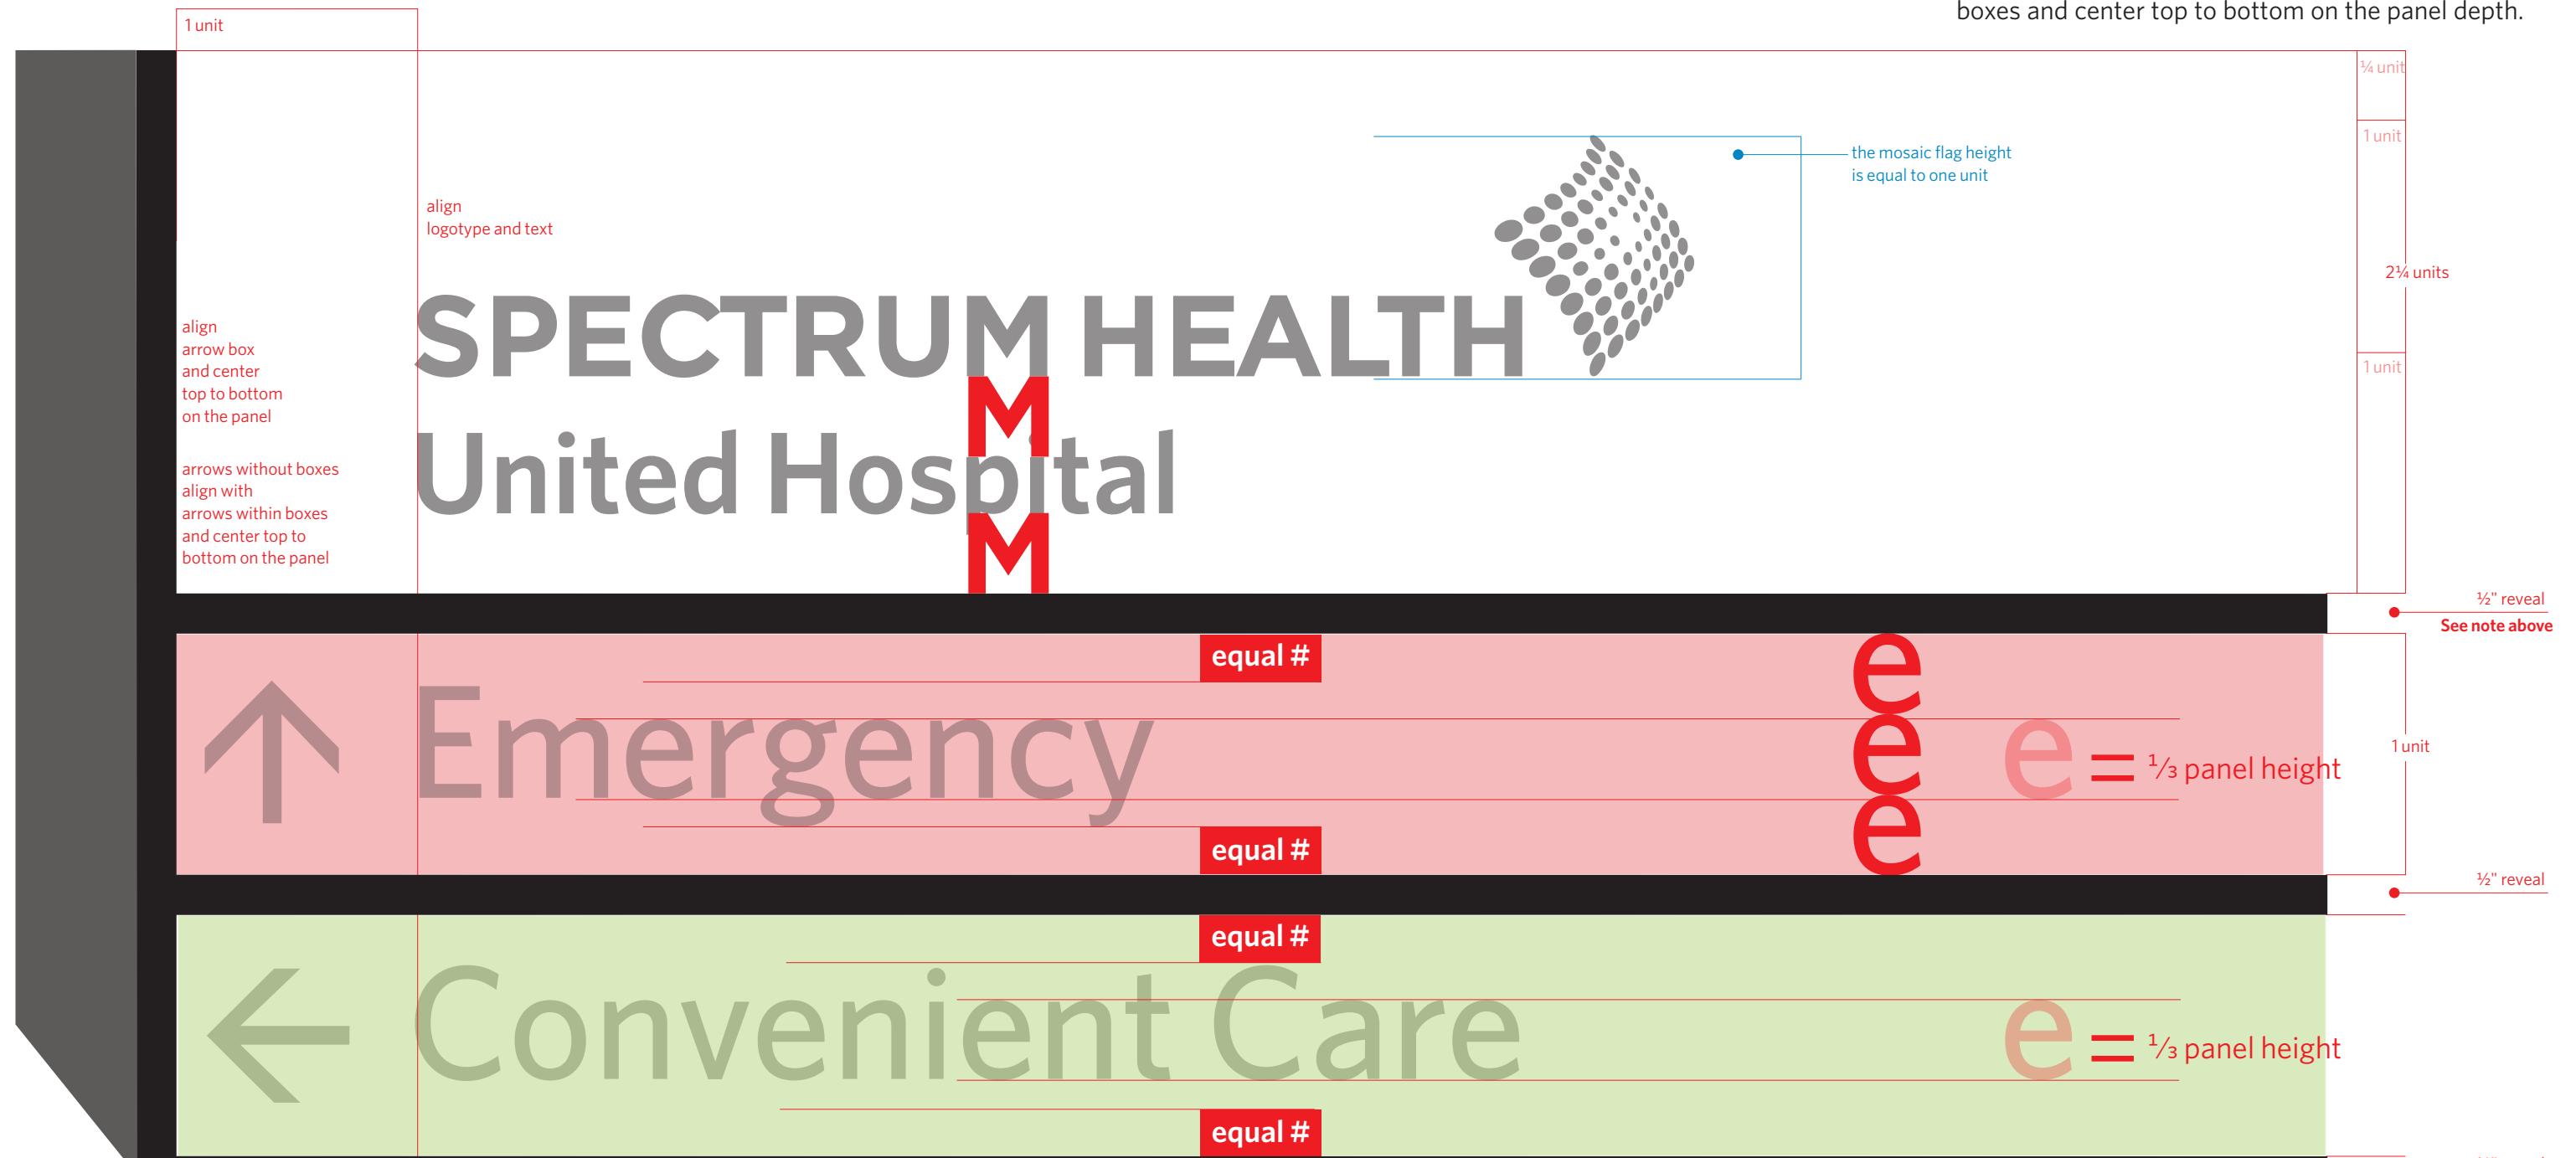 boxes and center top to bottom on the panel depth.
1 unit
¼ unit
1 unit
the mosaic flag height
is equal to one unit
align
logotype and text
2¼ units
SPECTRUM HEALTH
align
arrow box
and center
top to bottom
on the panel
1 unit
M
United Hospital
arrows without boxes
align with
arrows within boxes
and center top to
bottom on the panel
M
½" reveal
See note above
equal #
e
Emergency
e
e = ⅓ panel height
1 unit
e
equal #
½" reveal
equal #
Convenient Care
e = ⅓ panel height
equal #